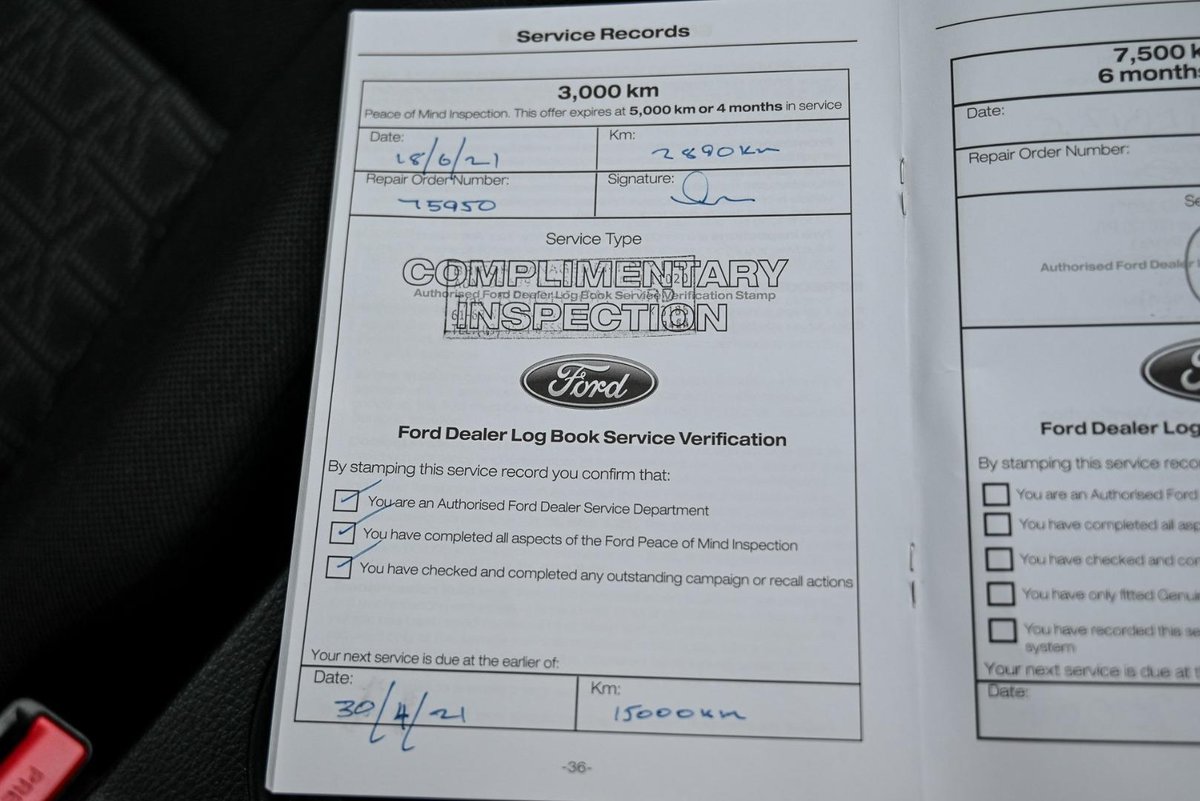 Service Records
3,000 km
Peace of Mind Inspection. This offer expires at 5,000 km or 4 months in service
Date:
18/6/21
Km:
2890km
Repair Order Number:
75950
Signature:
Service Type
COMPLIMENTARY
Authorised Ford Dealer Log Book Service Verification Stamp
INSPECTION
Ford
Ford Dealer Log Book Service Verification
By stamping this service record you confirm that:
You are an Authorised Ford Dealer Service Department
You have completed all aspects of the Ford Peace of Mind Inspection
You have checked and completed any outstanding campaign or recall actions
Your next service is due at the earlier of:
Date:
30/4/21
Km:
15000km
-36-
7,500 k
6 months
Date:
Repair Order Number:
Se
Authorised Ford Dealer
Ford Dealer Log
By stamping this service reco
You are an Authorised Ford
You have completed all asp
You have checked and con
You have only fitted Genui
You have recorded this se
system
Your next service is due at t
Date: